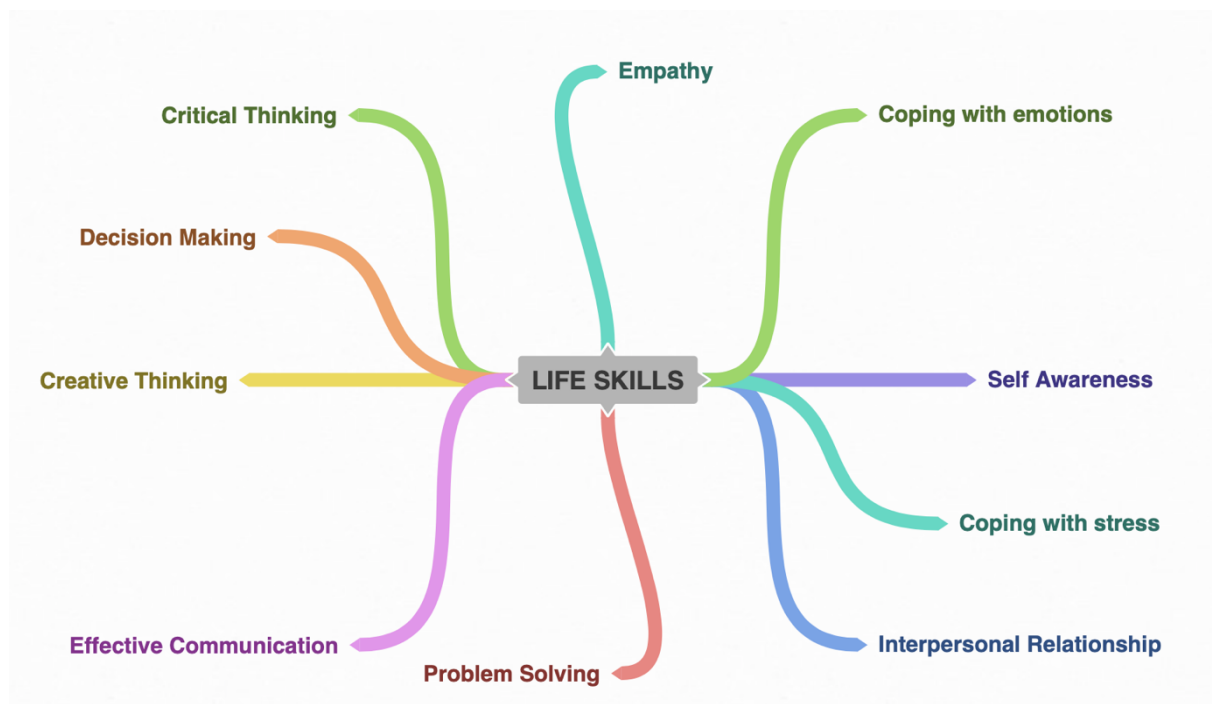 Empathy
Critical Thinking
Coping with emotions
Decision Making
Creative Thinking
LIFE SKILLS
Self Awareness
Coping with stress
Effective Communication
Interpersonal Relationship
Problem Solving